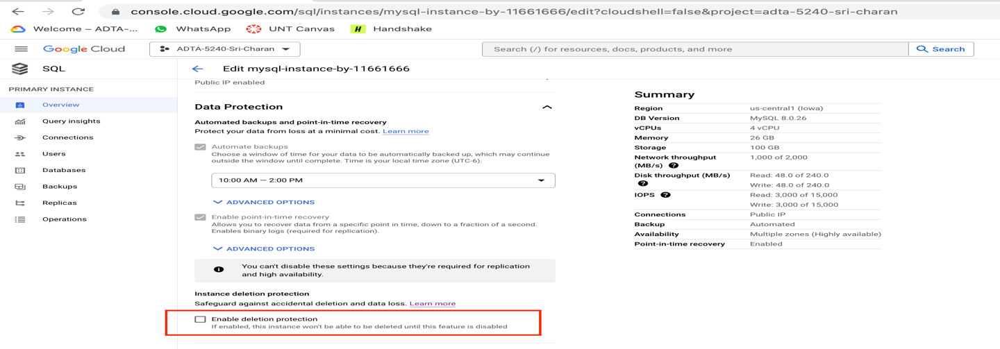 console.cloud.google.com/sql/instances/mysql-instance-by-11661666/edit?cloudshell=false&project=adta-5240-sri-charan
Welcome – ADTA-...
WhatsApp
UNT Canvas
Handshake
Google Cloud
ADTA-5240-Sri-Charan
Search (/) for resources, docs, products, and more
Search
SQL
Edit mysql-instance-by-11661666
PRIMARY INSTANCE
Overview
Query insights
Connections
Users
Databases
Backups
Replicas
Operations
Public IP enabled
Data Protection
Automated backups and point-in-time recovery
Protect your data from loss at a minimal cost. Learn more
Automate backups
Choose a window of time for your data to be automatically backed up, which may continue
outside the window until complete. Time is your local time zone (UTC-6).
10:00 AM — 2:00 PM
ADVANCED OPTIONS
Enable point-in-time recovery
Allows you to recover data from a specific point in time, down to a fraction of a second.
Enables binary logs (required for replication).
ADVANCED OPTIONS
You can't disable these settings because they're required for replication
and high availability.
Instance deletion protection
Safeguard against accidental deletion and data loss. Learn more
Enable deletion protection
If enabled, this instance won't be able to be deleted until this feature is disabled
Summary
Region us-central1 (Iowa)
DB Version MySQL 8.0.26
vCPUs 4 vCPU
Memory 26 GB
Storage 100 GB
Network throughput 1,000 of 2,000
(MB/s)
Disk throughput (MB/s) Read: 48.0 of 240.0
Write: 48.0 of 240.0
IOPS Read: 3,000 of 15,000
Write: 3,000 of 15,000
Connections Public IP
Backup Automated
Availability Multiple zones (Highly available)
Point-in-time recovery Enabled